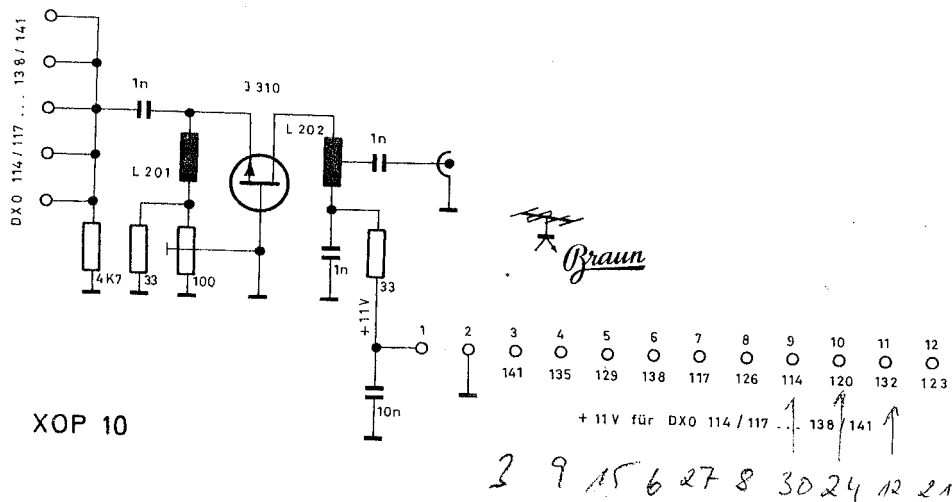 DXO 114/117 ... 138/141
1n
J 310
L 202
1n
L 201
4K7
33
100
1n
33
+11V
10n
Braun
1 2 3 4 5 6 7 8 9 10 11 12
141 135 129 138 117 126 114 120 132 123
+ 11V für DXO 114/117 ... 138/141
XOP 10
3 9 15 6 27 8 30 24 12 21